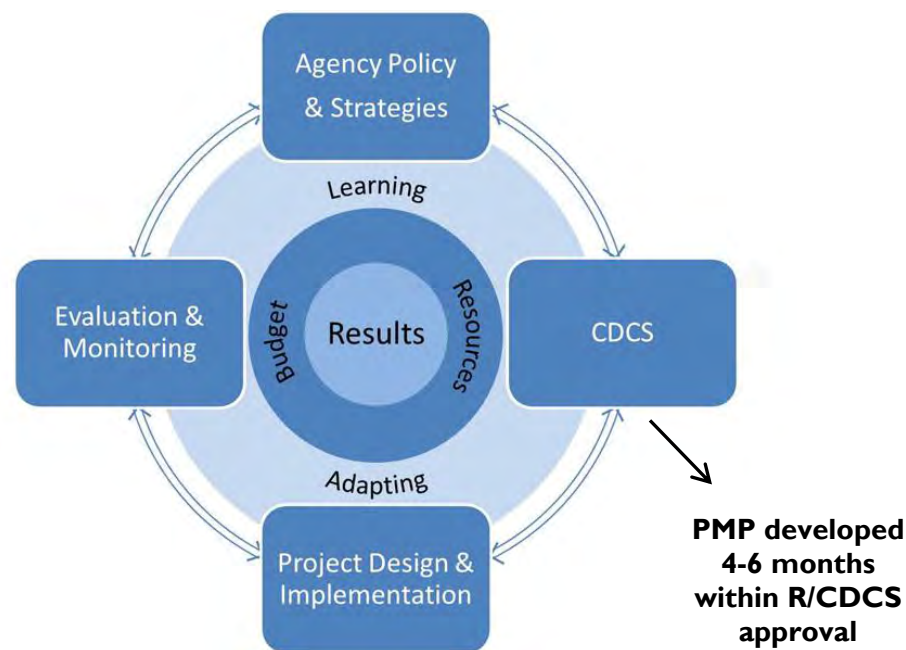 Agency Policy
& Strategies
Learning
Evaluation &
Monitoring
Budget
Results
Resources
CDCS
Adapting
Project Design &
Implementation
PMP developed
4-6 months
within R/CDCS
approval